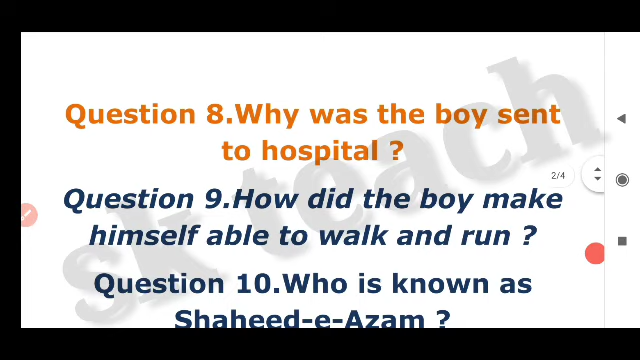 Question 8.Why was the boy sent
to hospital ?
Question 9.How did the boy make
himself able to walk and run ?
Question 10.Who is known as
Shaheed-e-Azam ?
sk teach
2/4